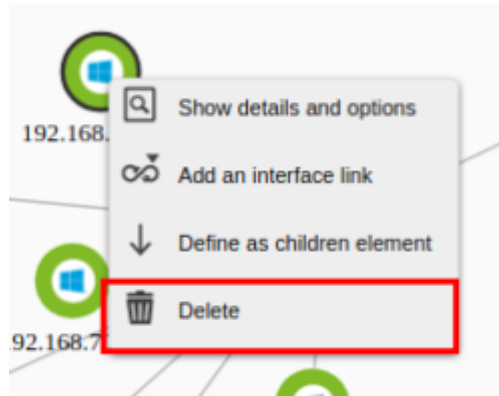 Show details and options
192.168.
Add an interface link
Define as children element
Delete
92.168.7